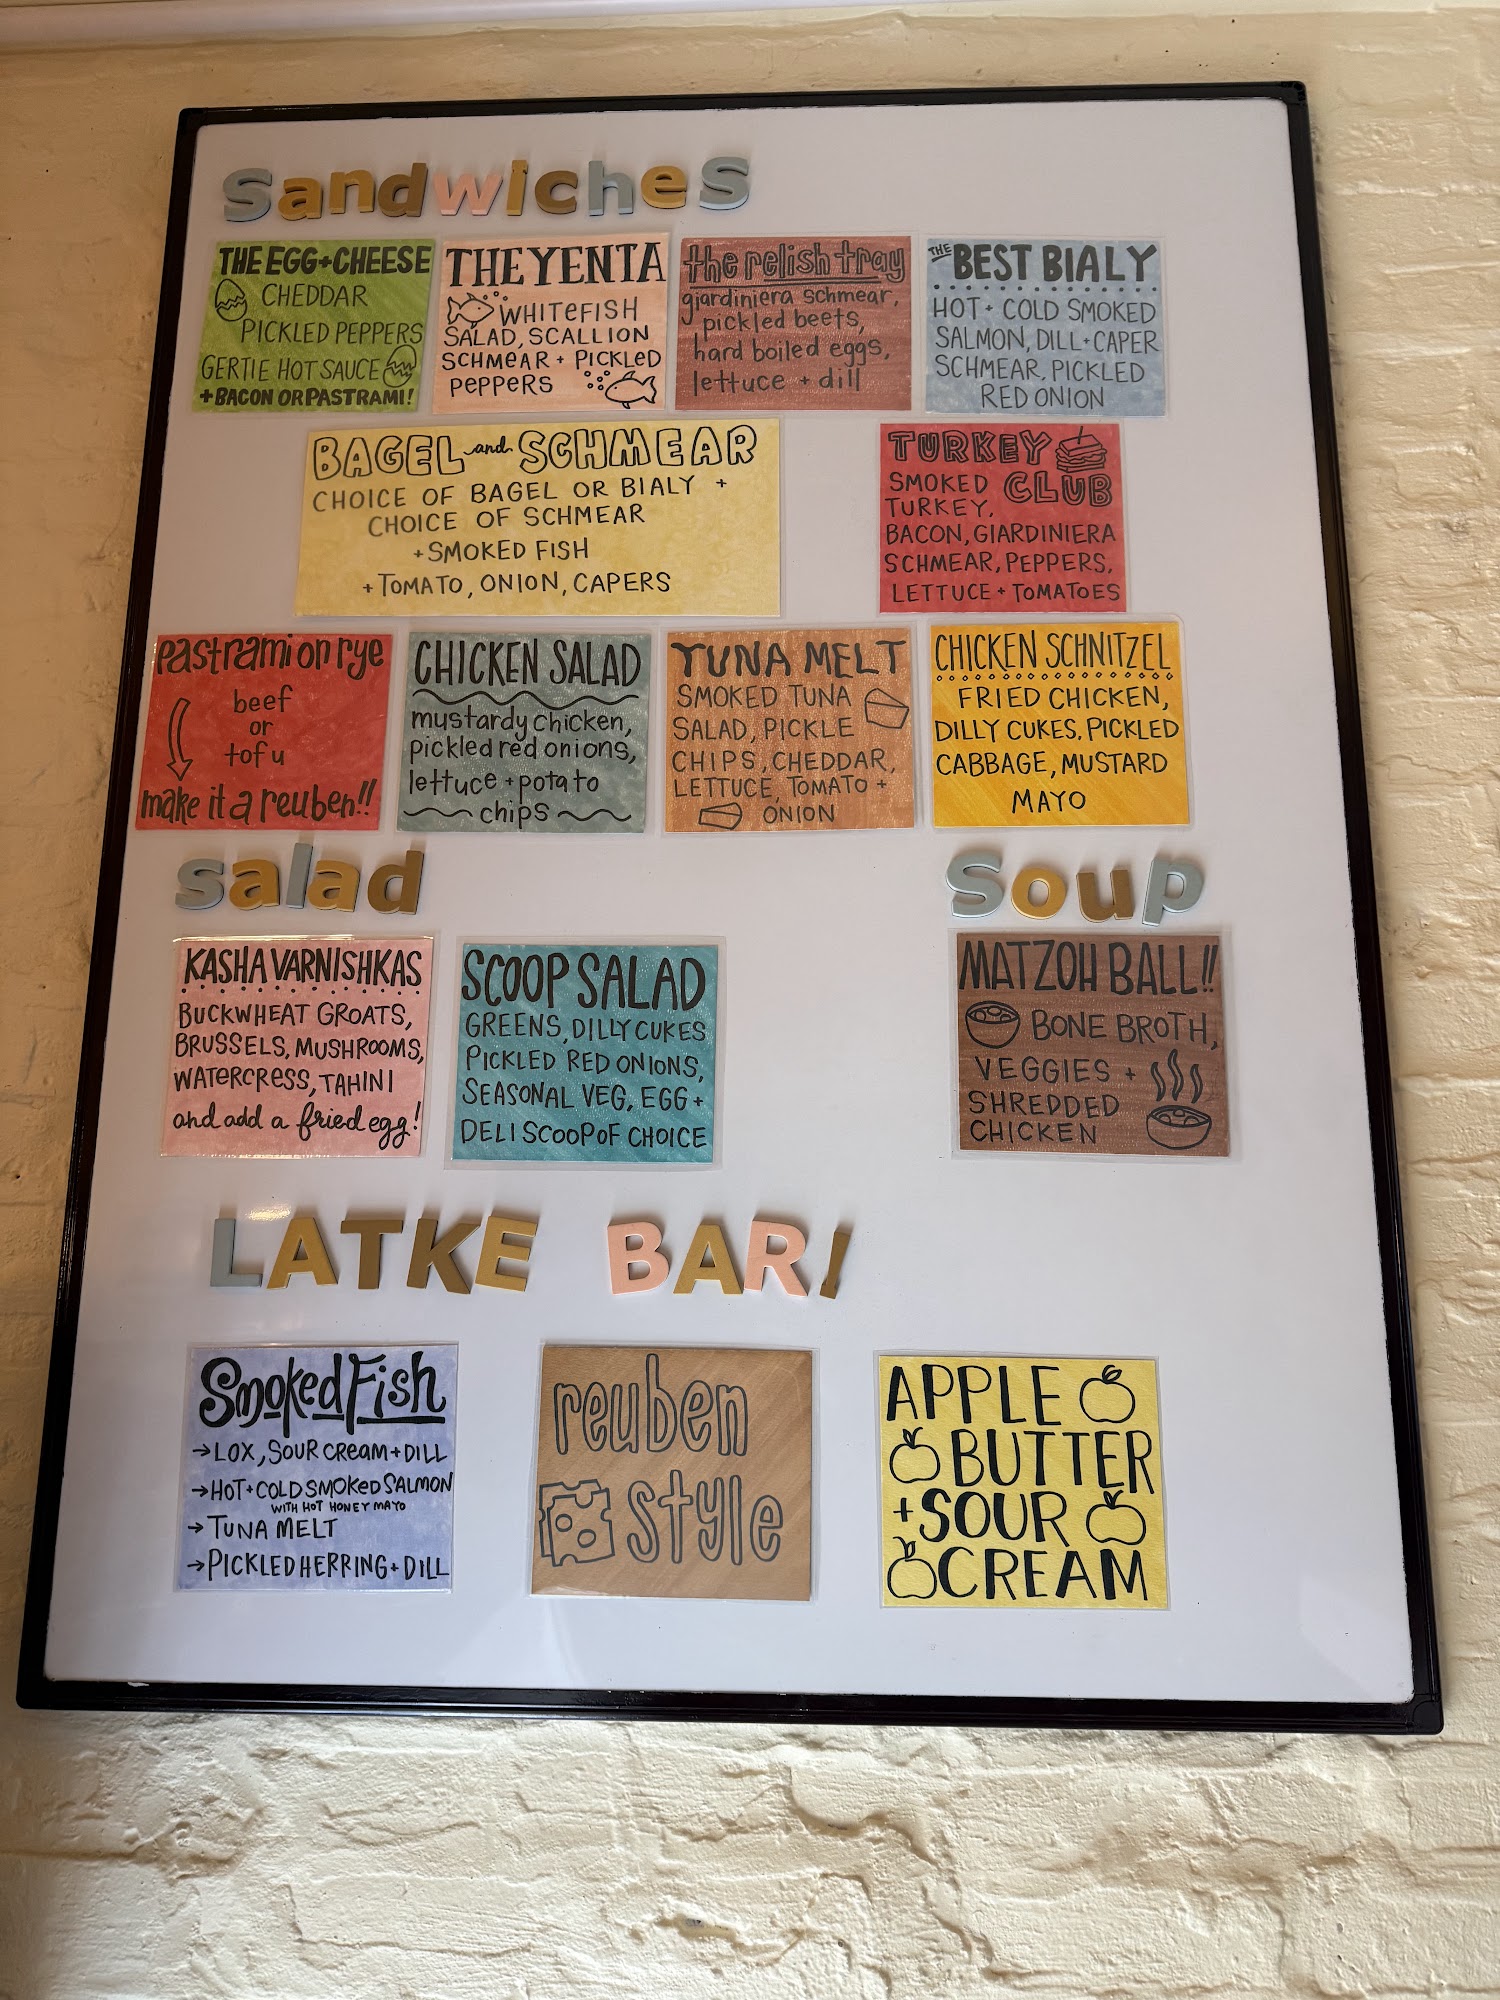 Sandwiches
THE EGG+CHEESE
CHEDDAR
PICKLED PEPPERS
GERTIE HOT SAUCE
+ BACON OR PASTRAMI!
THE YENTA
WHITEFISH
SALAD, SCALLION
SCHMEAR + PICKLED
PEPPERS
the relish tray
giardiniera schmear,
pickled beets,
hard boiled eggs,
lettuce + dill
THE BEST BIALY
HOT + COLD SMOKED
SALMON, DILL+CAPER
SCHMEAR, PICKLED
RED ONION
BAGEL and SCHMEAR
CHOICE OF BAGEL OR BIALY +
CHOICE OF SCHMEAR
+ SMOKED FISH
+ TOMATO, ONION, CAPERS
TURKEY
CLUB
SMOKED
TURKEY,
BACON, GIARDINIERA
SCHMEAR, PEPPERS,
LETTUCE + TOMATOES
pastrami on rye
beef
or
tofu
make it a reuben!!
CHICKEN SALAD
mustardy chicken,
pickled red onions,
lettuce + potato
chips
TUNA MELT
SMOKED TUNA
SALAD, PICKLE
CHIPS, CHEDDAR,
LETTUCE, TOMATO +
ONION
CHICKEN SCHNITZEL
FRIED CHICKEN,
DILLY CUKES, PICKLED
CABBAGE, MUSTARD
MAYO
salad
KASHA VARNISHKAS
BUCKWHEAT GROATS,
BRUSSELS, MUSHROOMS,
WATERCRESS, TAHINI
and add a fried egg!
SCOOP SALAD
GREENS, DILLY CUKES
PICKLED RED ONIONS,
SEASONAL VEG, EGG +
DELI SCOOP OF CHOICE
Soup
MATZOH BALL!!
BONE BROTH,
VEGGIES +
SHREDDED
CHICKEN
LATKE BAR!
Smoked Fish
→ LOX, SOUR CREAM + DILL
→ HOT + COLD SMOKED SALMON
WITH HOT HONEY MAYO
→ TUNA MELT
→ PICKLED HERRING + DILL
reuben
style
APPLE
BUTTER
+SOUR
CREAM